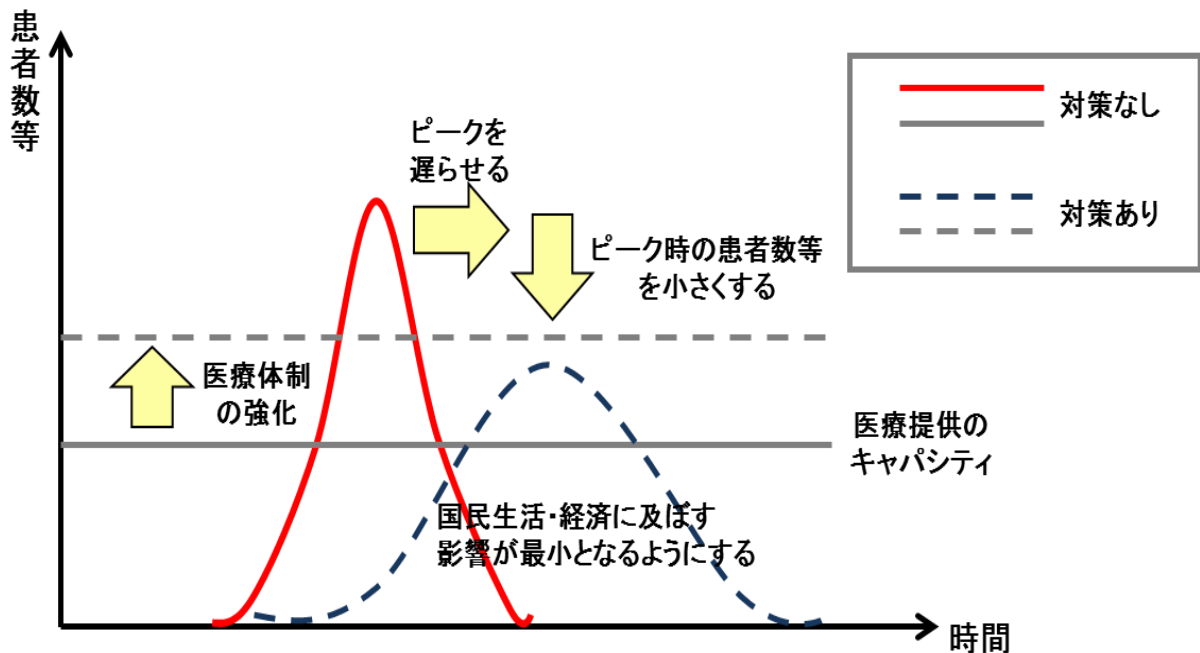 患者数等
ピークを
遅らせる
ピーク時の患者数等
を小さくする
対策なし
対策あり
医療体制
の強化
医療提供の
キャパシティ
国民生活・経済に及ぼす
影響が最小となるようにする
時間